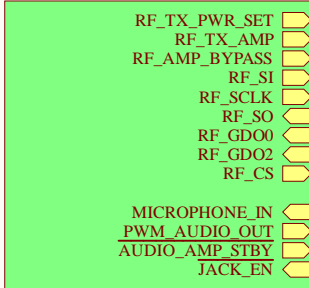 RF_TX_PWR_SET
RF_TX_AMP
RF_AMP_BYPASS
RF_SI
RF_SCLK
RF_SO
RF_GDO0
RF_GDO2
RF_CS
MICROPHONE_IN
PWM_AUDIO_OUT
AUDIO_AMP_STBY
JACK_EN